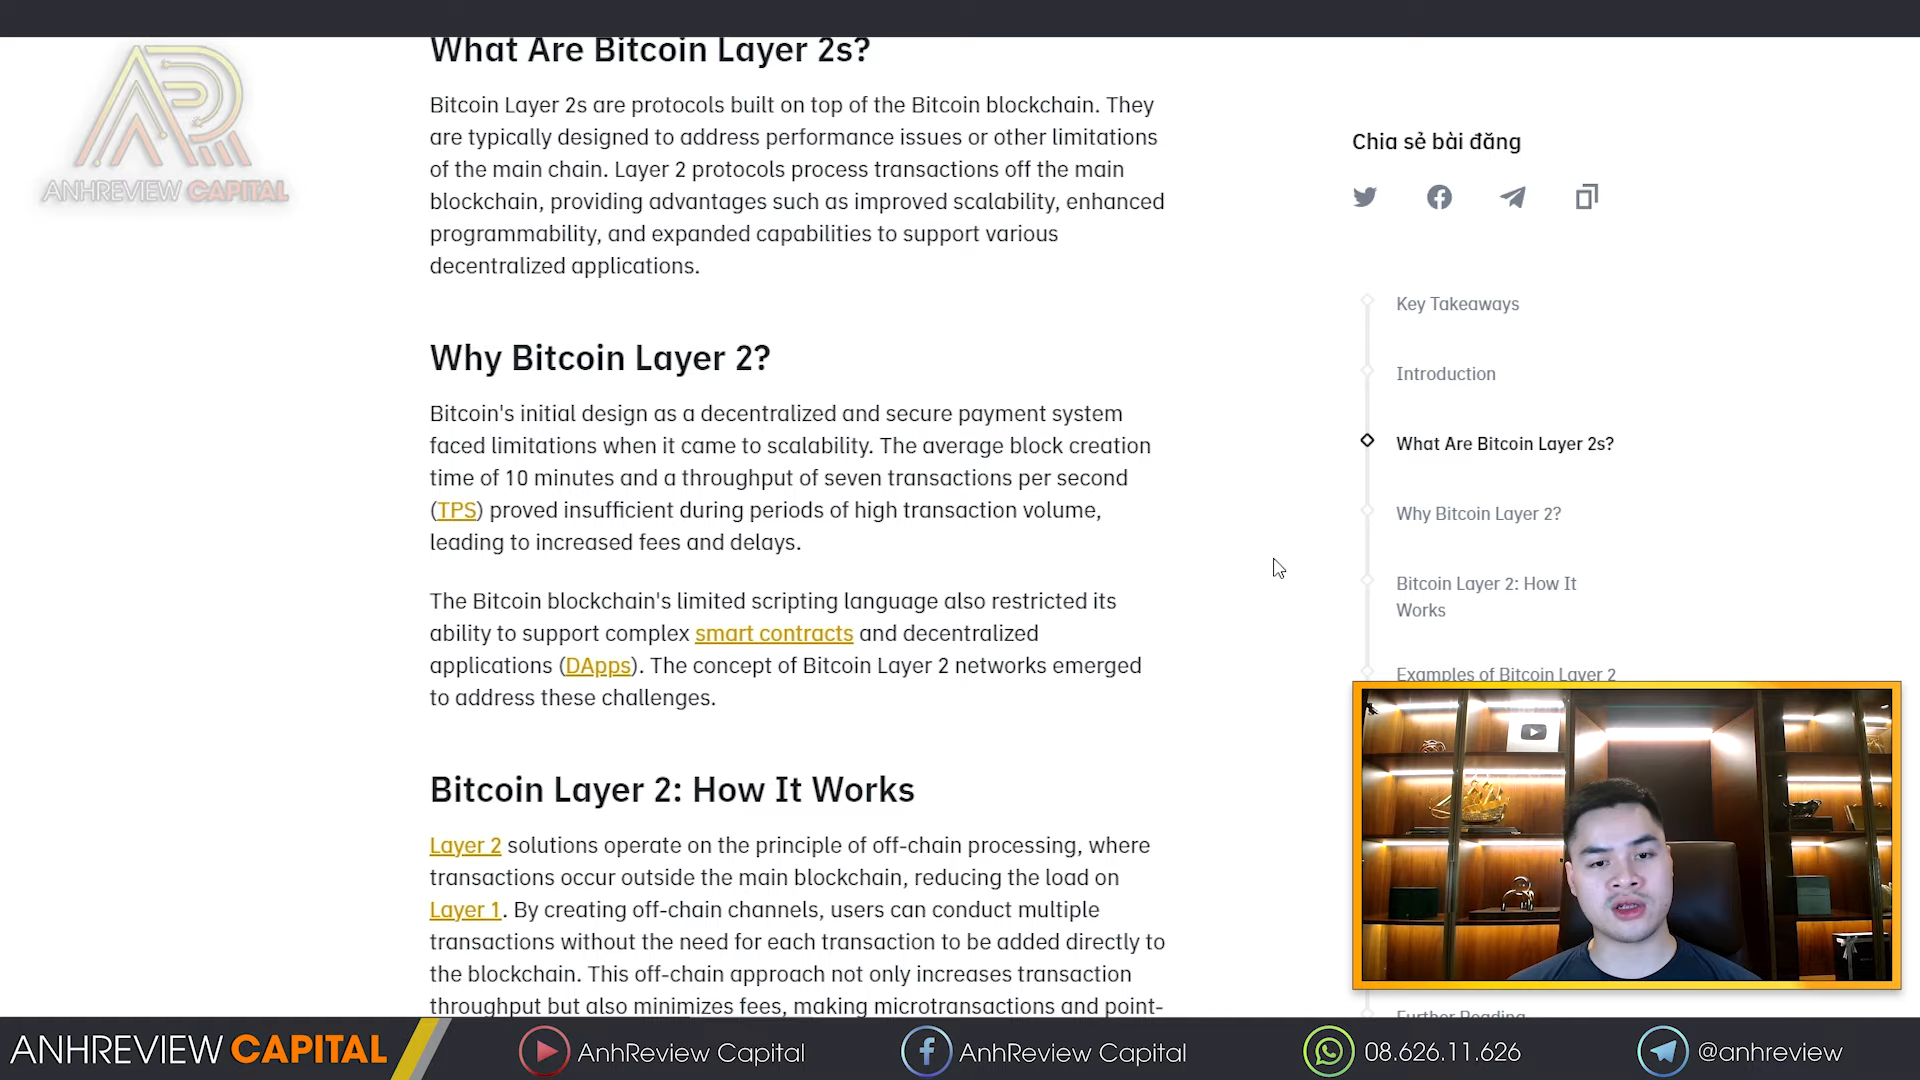 What Are Bitcoin Layer 2s?
Bitcoin Layer 2s are protocols built on top of the Bitcoin blockchain. They
are typically designed to address performance issues or other limitations
of the main chain. Layer 2 protocols process transactions off the main
blockchain, providing advantages such as improved scalability, enhanced
programmability, and expanded capabilities to support various
decentralized applications.
Why Bitcoin Layer 2?
Bitcoin's initial design as a decentralized and secure payment system
faced limitations when it came to scalability. The average block creation
time of 10 minutes and a throughput of seven transactions per second
(TPS) proved insufficient during periods of high transaction volume,
leading to increased fees and delays.
The Bitcoin blockchain's limited scripting language also restricted its
ability to support complex smart contracts and decentralized
applications (DApps). The concept of Bitcoin Layer 2 networks emerged
to address these challenges.
Bitcoin Layer 2: How It Works
Layer 2 solutions operate on the principle of off-chain processing, where
transactions occur outside the main blockchain, reducing the load on
Layer 1. By creating off-chain channels, users can conduct multiple
transactions without the need for each transaction to be added directly to
the blockchain. This off-chain approach not only increases transaction
throughput but also minimizes fees, making microtransactions and point-
Chia sẻ bài đăng
Key Takeaways
Introduction
What Are Bitcoin Layer 2s?
Why Bitcoin Layer 2?
Bitcoin Layer 2: How It
Works
Examples of Bitcoin Layer 2
Further Reading
ANHREVIEW CAPITAL
ANHREVIEW CAPITAL
AnhReview Capital
AnhReview Capital
08.626.11.626
@anhreview